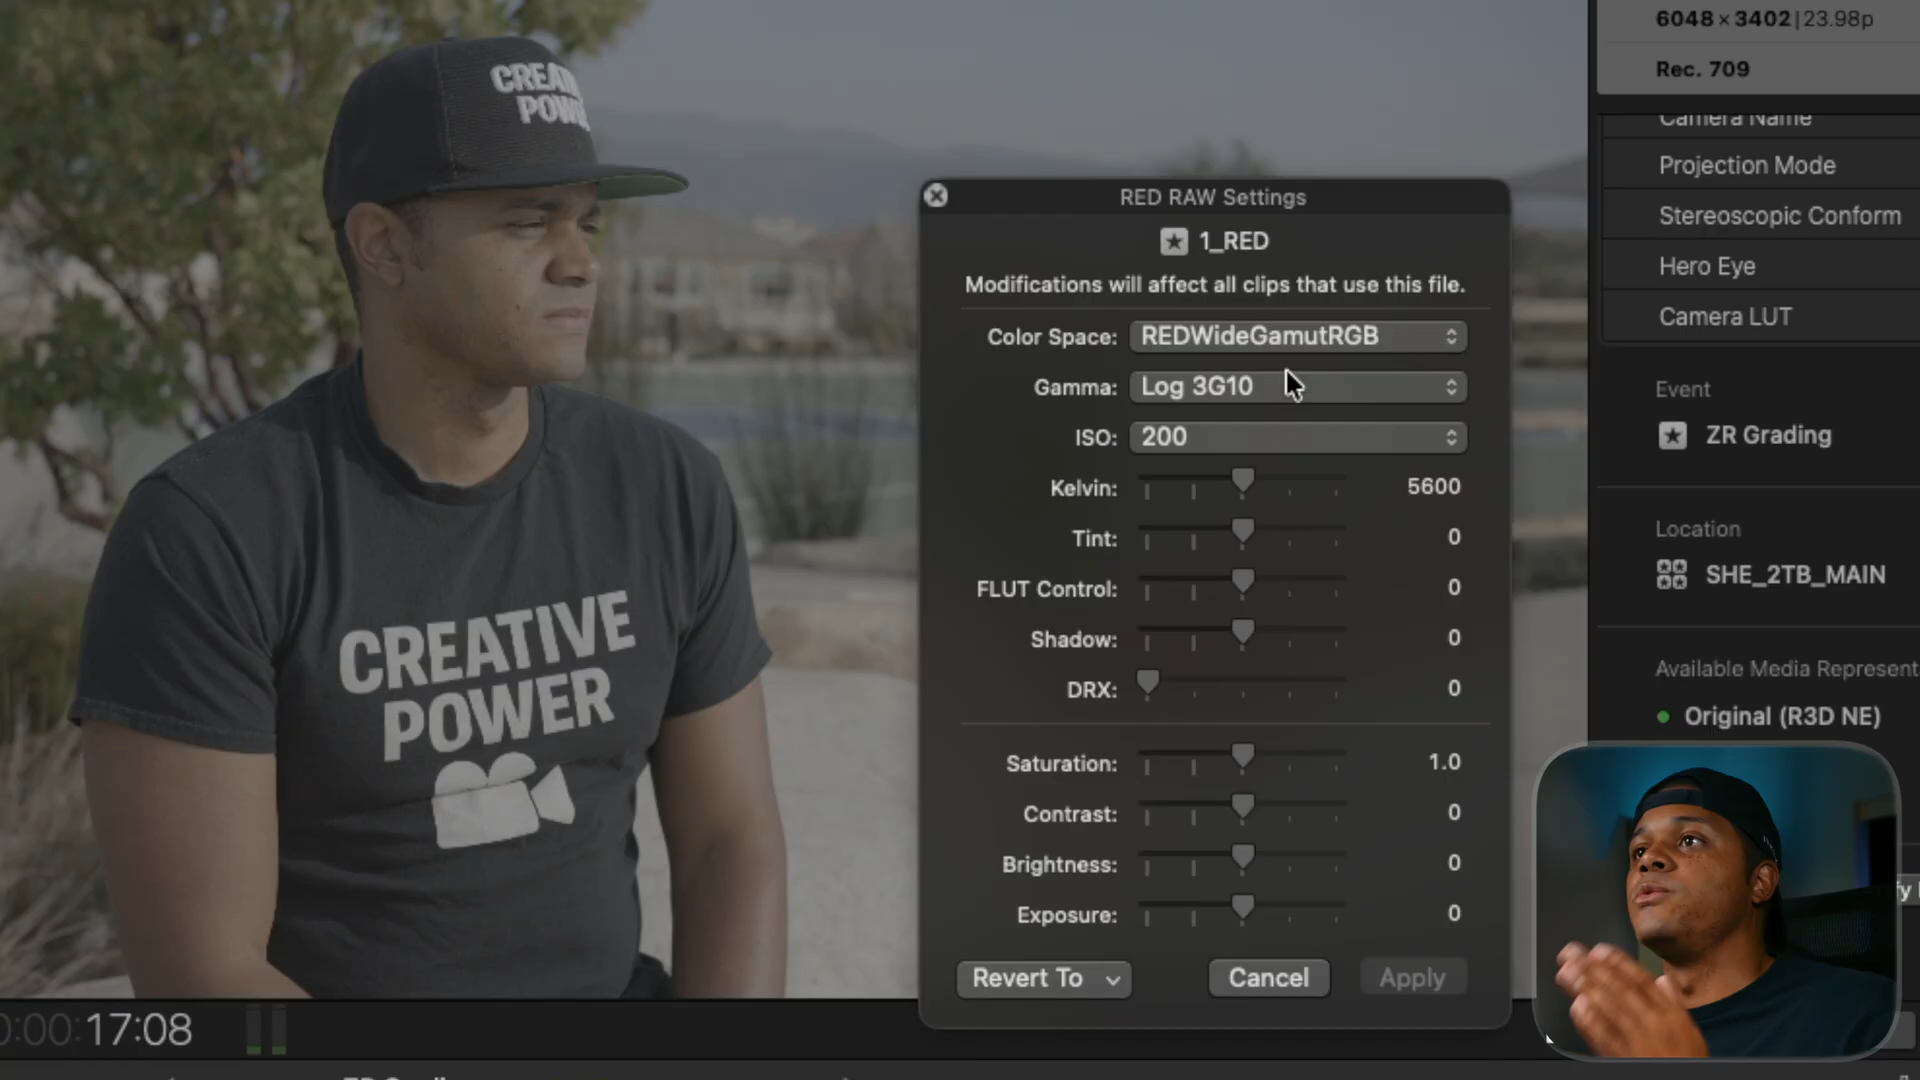 CREATIVE
POWER
RED RAW Settings
1_RED
Modifications will affect all clips that use this file.
Color Space: REDWideGamutRGB
Gamma: Log 3G10
ISO: 200
Kelvin: 5600
Tint: 0
FLUT Control: 0
Shadow: 0
DRX: 0
Saturation: 1.0
Contrast: 0
Brightness: 0
Exposure: 0
Revert To
Cancel
Apply
6048 × 3402 | 23.98p
Rec. 709
Camera Name
Projection Mode
Stereoscopic Conform
Hero Eye
Camera LUT
Event
ZR Grading
Location
SHE_2TB_MAIN
Available Media Represent
Original (R3D NE)
17:08